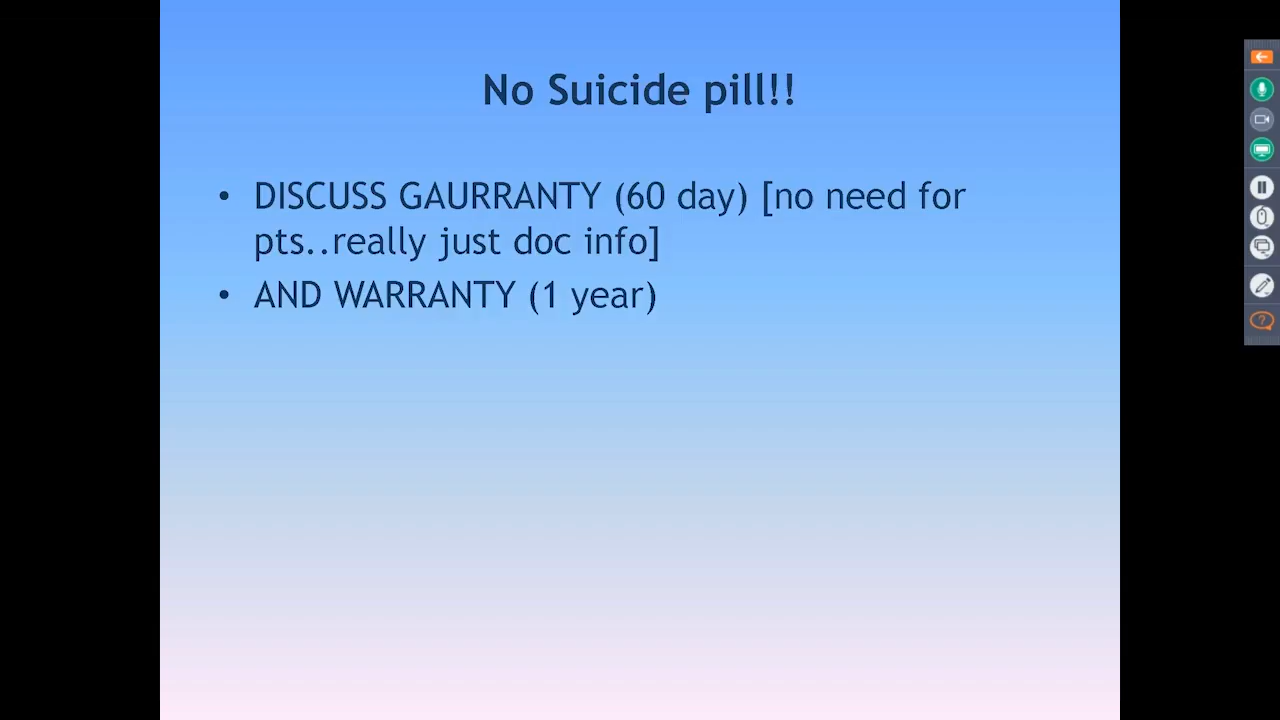 No Suicide pill!!
• DISCUSS GAURRANTY (60 day) [no need for
pts..really just doc info]
• AND WARRANTY (1 year)